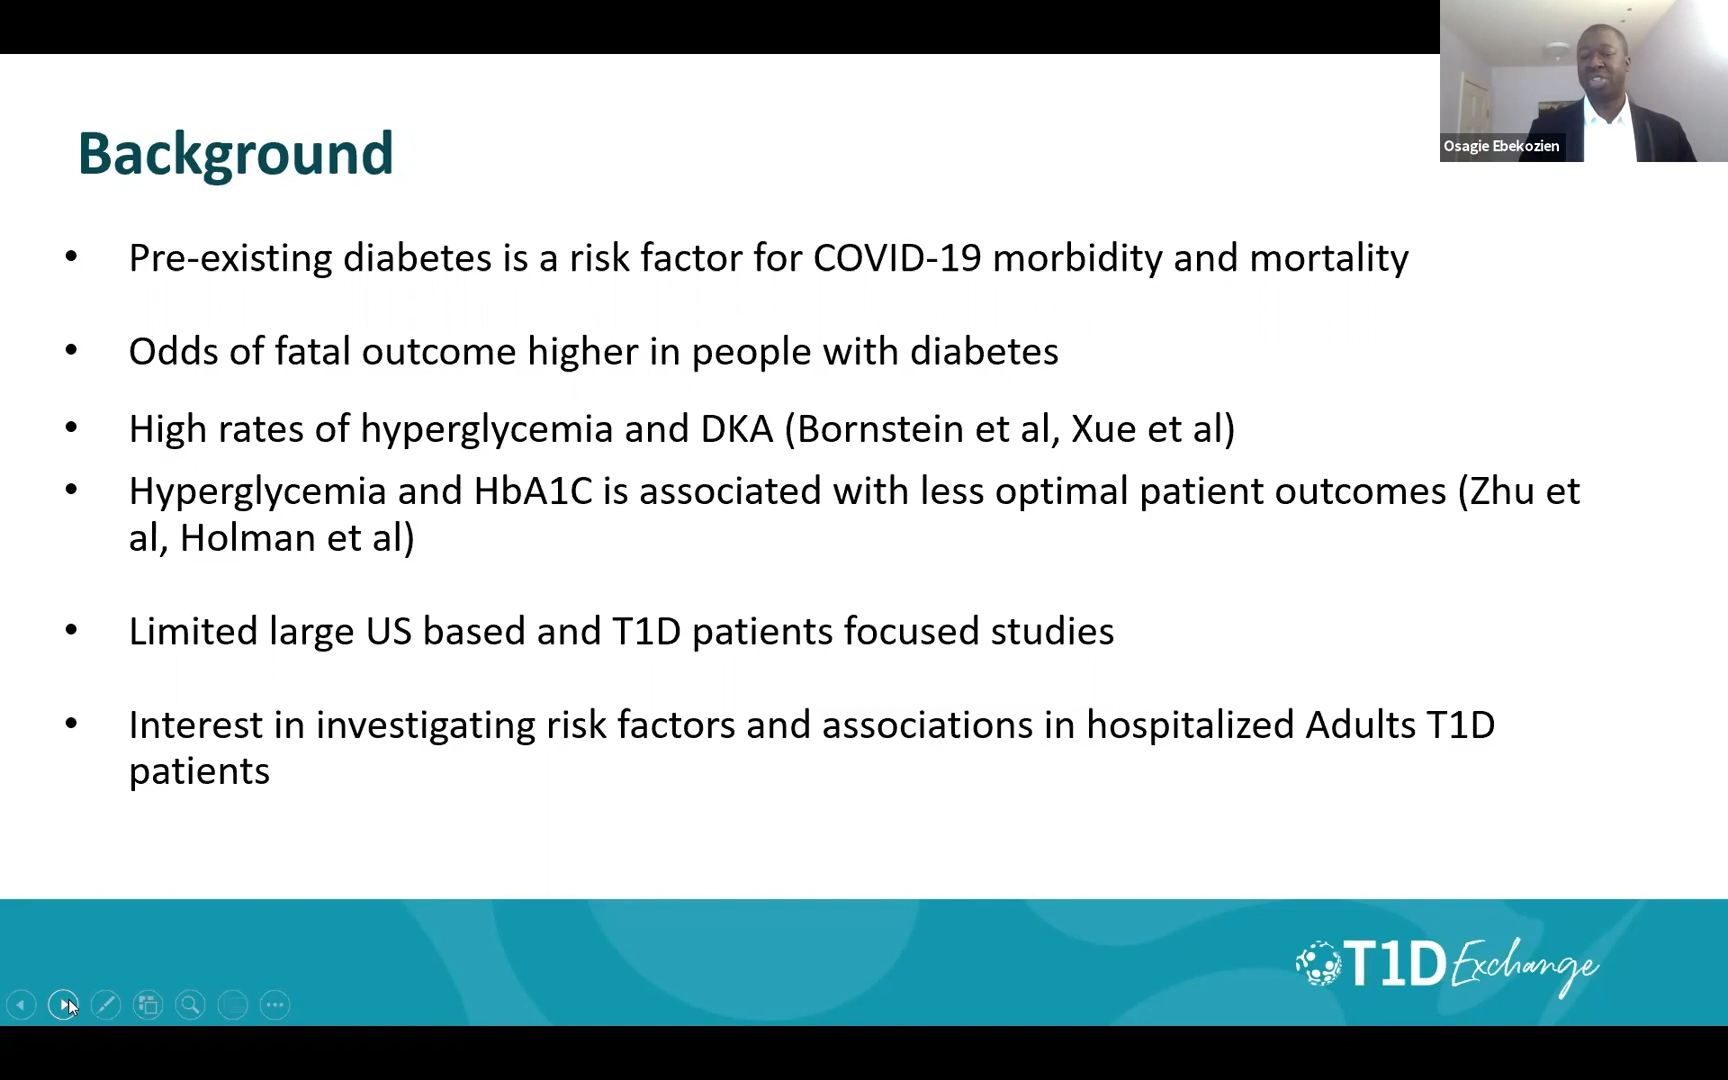 Background
Osagie Ebekozien
• Pre-existing diabetes is a risk factor for COVID-19 morbidity and mortality
• Odds of fatal outcome higher in people with diabetes
• High rates of hyperglycemia and DKA (Bornstein et al, Xue et al)
• Hyperglycemia and HbA1C is associated with less optimal patient outcomes (Zhu et
al, Holman et al)
• Limited large US based and T1D patients focused studies
• Interest in investigating risk factors and associations in hospitalized Adults T1D
patients
T1D Exchange